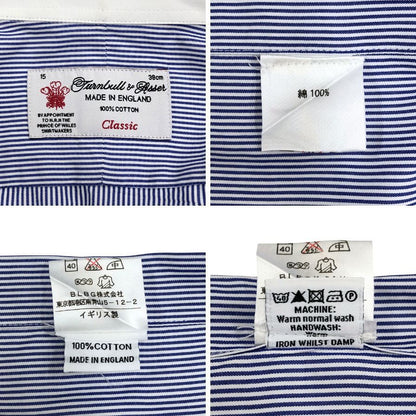 15
38cm
Turnbull & Asser
MADE IN ENGLAND
100% COTTON
BY APPOINTMENT
TO H.R.H. THE
PRINCE OF WALES
SHIRTMAKERS
Classic
綿 100%
40
中
BLBG株式会社
東京都港区南青山5-12-2
イギリス製
100%COTTON
MADE IN ENGLAND
40
中
MACHINE:
Warm normal wash
HANDWASH:
Warm
IRON WHILST DAMP